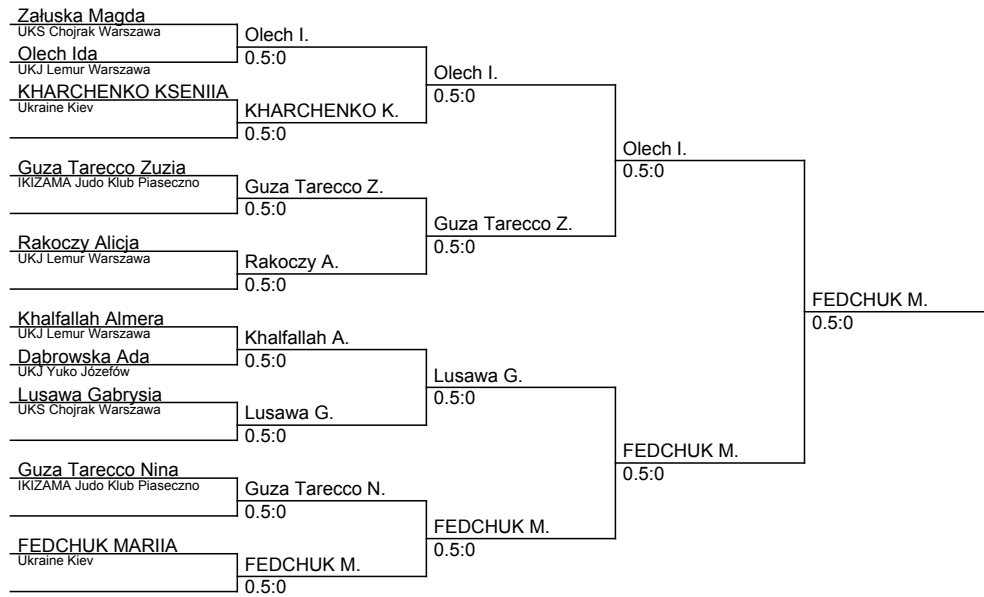 Załuska Magda
UKS Chojrak Warszawa
Olech Ida
UKJ Lemur Warszawa
KHARCHENKO KSENIIA
Ukraine Kiev
Guza Tarecco Zuzia
IKIZAMA Judo Klub Piaseczno
Rakoczy Alicja
UKJ Lemur Warszawa
Khalfallah Almera
UKJ Lemur Warszawa
Dąbrowska Ada
UKJ Yuko Józefów
Lusawa Gabrysia
UKS Chojrak Warszawa
Guza Tarecco Nina
IKIZAMA Judo Klub Piaseczno
FEDCHUK MARIIA
Ukraine Kiev
Olech I.
0.5:0
KHARCHENKO K.
0.5:0
Guza Tarecco Z.
0.5:0
Rakoczy A.
0.5:0
Khalfallah A.
0.5:0
Lusawa G.
0.5:0
Guza Tarecco N.
0.5:0
FEDCHUK M.
0.5:0
Olech I.
0.5:0
Guza Tarecco Z.
0.5:0
Lusawa G.
0.5:0
FEDCHUK M.
0.5:0
Olech I.
0.5:0
FEDCHUK M.
0.5:0
FEDCHUK M.
0.5:0